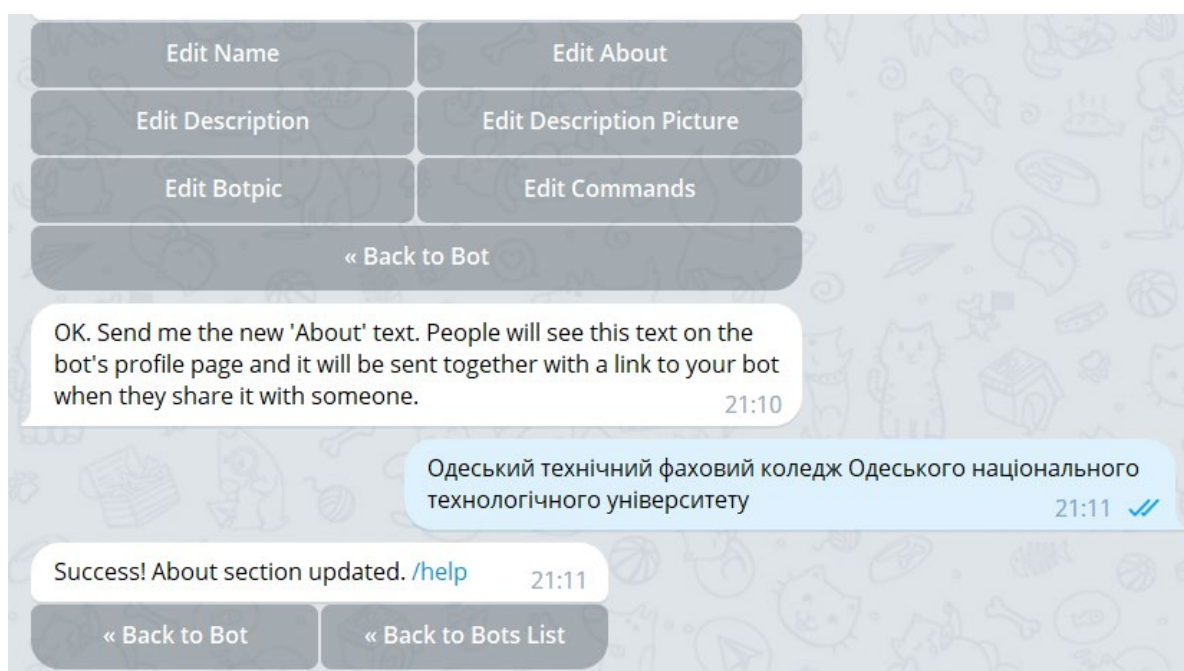 Edit Name
Edit About
Edit Description
Edit Description Picture
Edit Botpic
Edit Commands
« Back to Bot
OK. Send me the new 'About' text. People will see this text on the
bot's profile page and it will be sent together with a link to your bot
when they share it with someone.
21:10
Одеський технічний фаховий коледж Одеського національного
технологічного університету
21:11
Success! About section updated. /help
21:11
« Back to Bot
« Back to Bots List